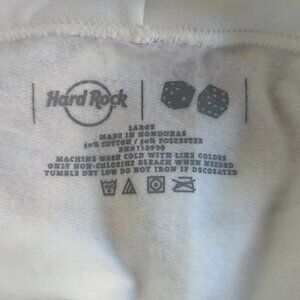 Hard Rock
LARGE
MADE IN HONDURAS
50% COTTON / 50% POLYESTER
MACHINE WASH COLD WITH LIKE COLORS
ONLY NON-CHLORINE BLEACH WHEN NEEDED
TUMBLE DRY LOW DO NOT IRON IF DECORATED